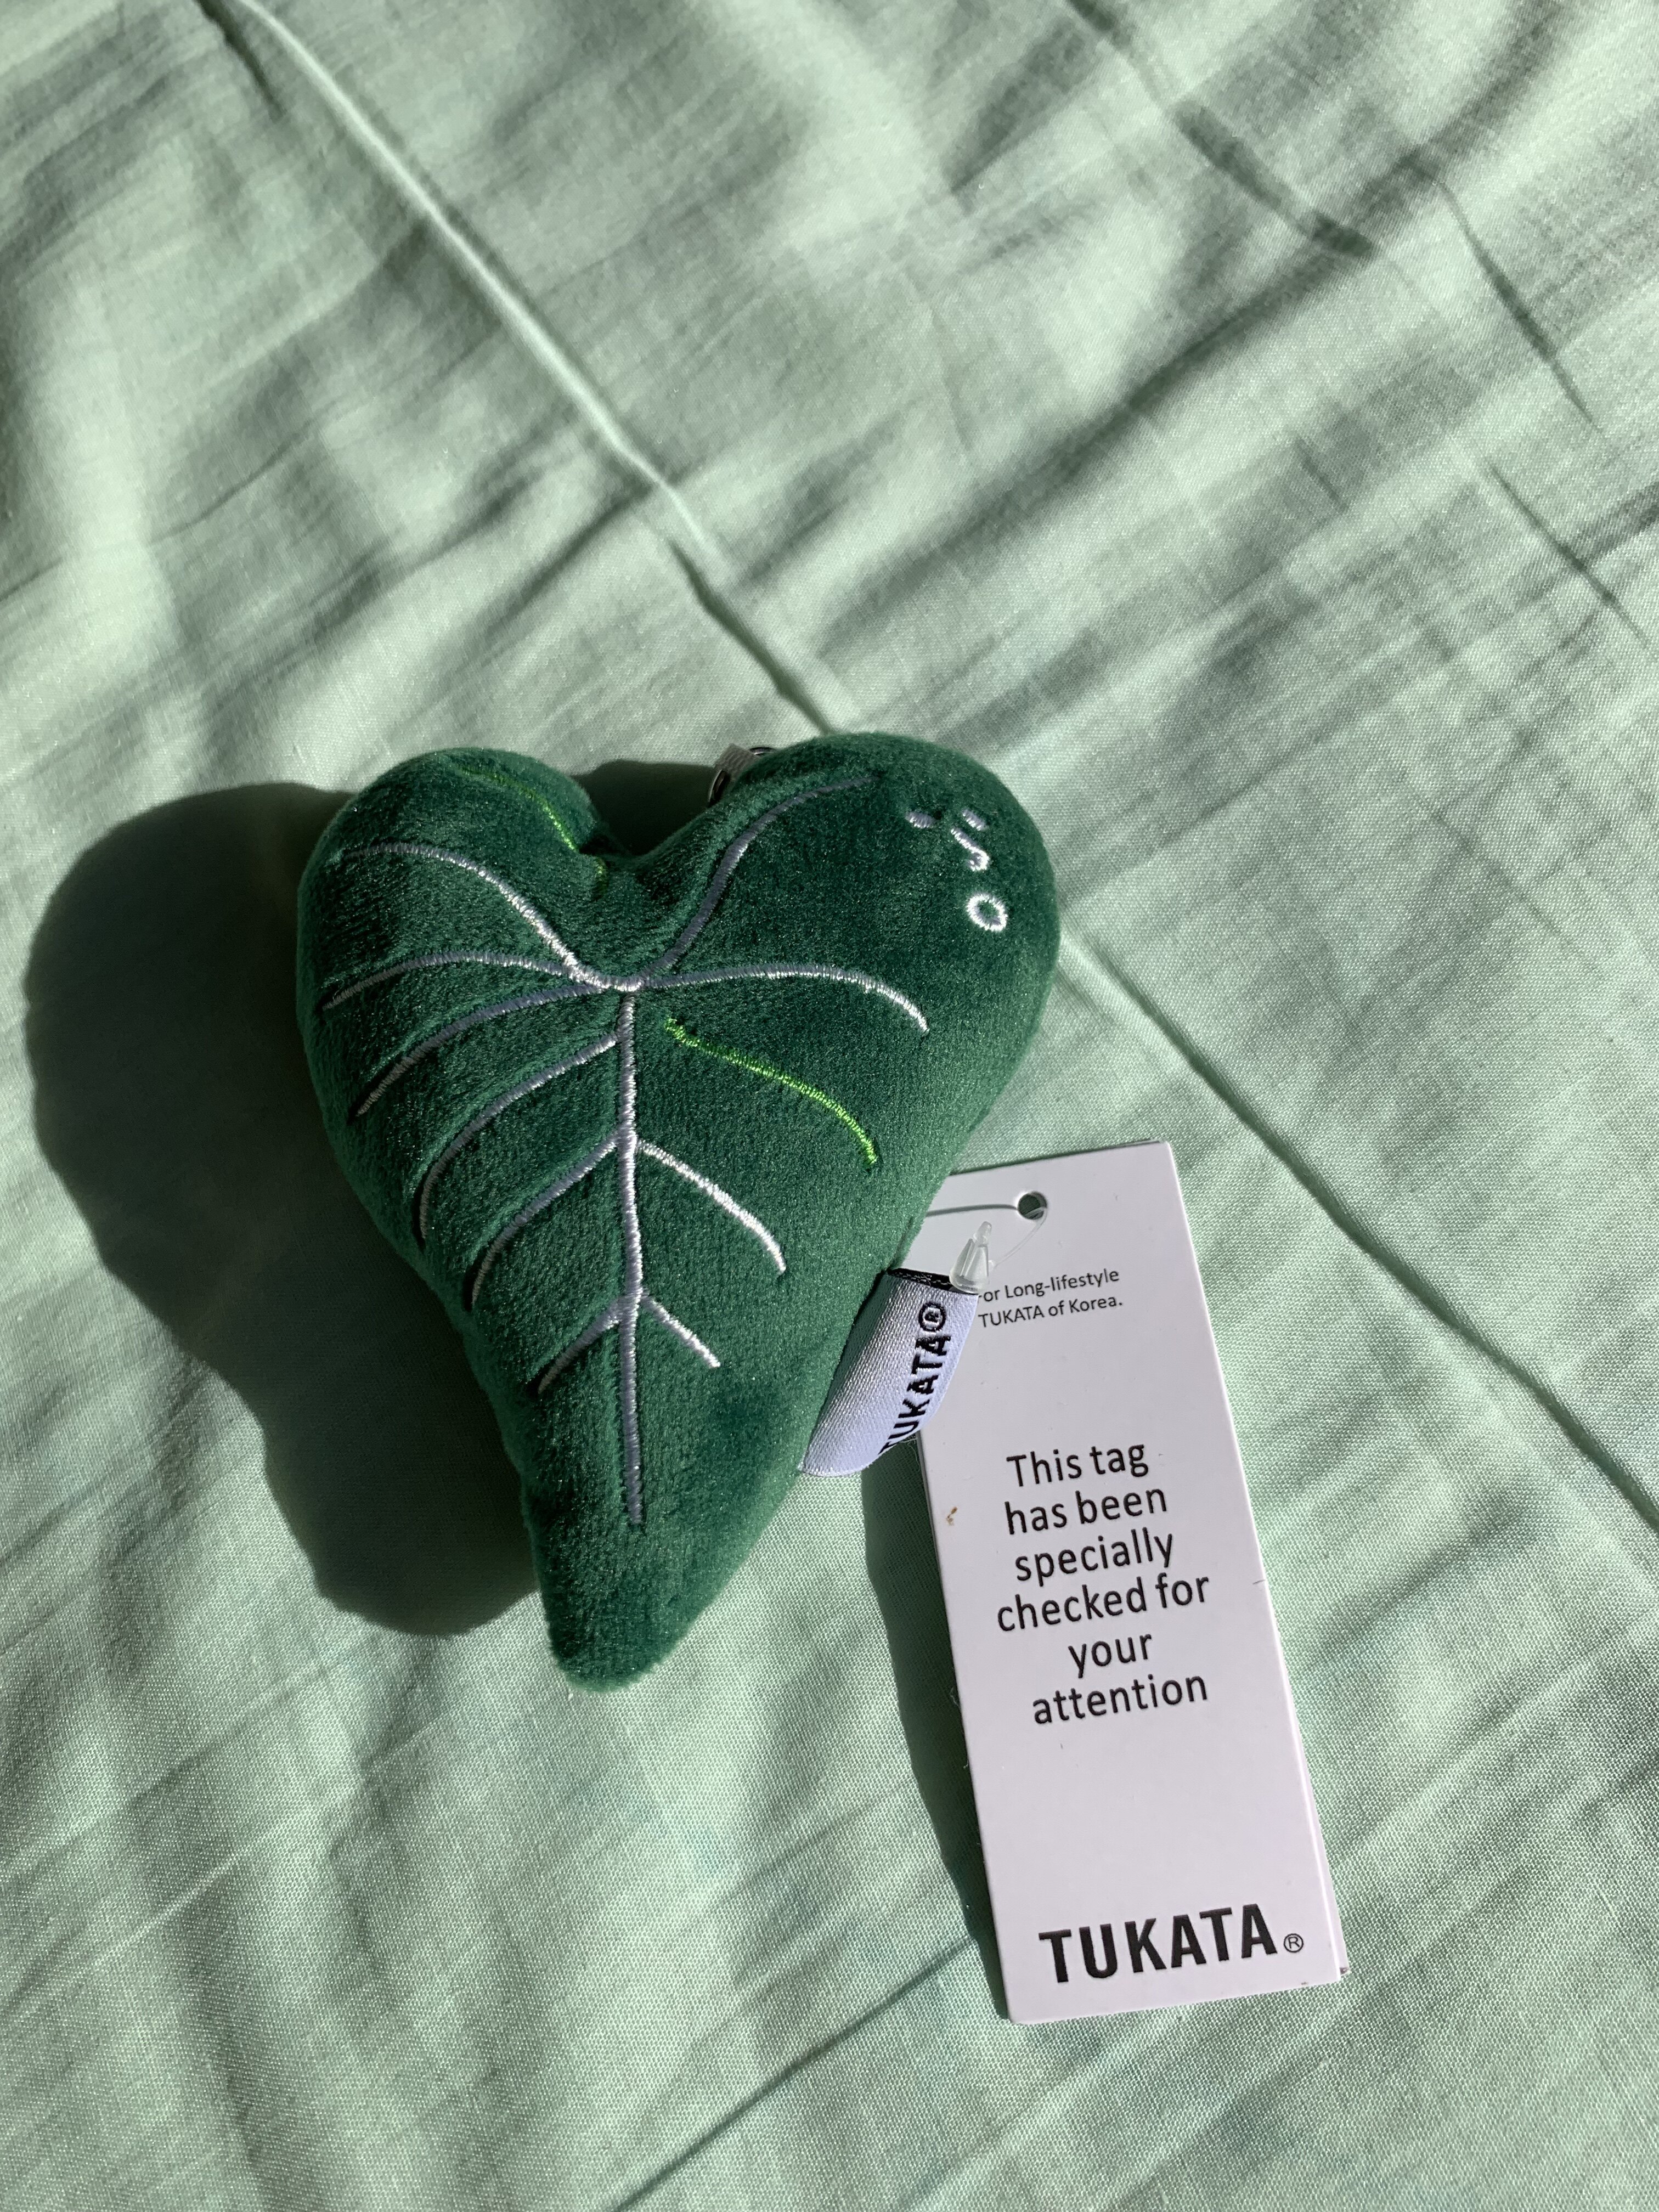 or Long-lifestyle
TUKATA of Korea.
TUKATA®
This tag
has been
specially
checked for
your
attention
TUKATA®